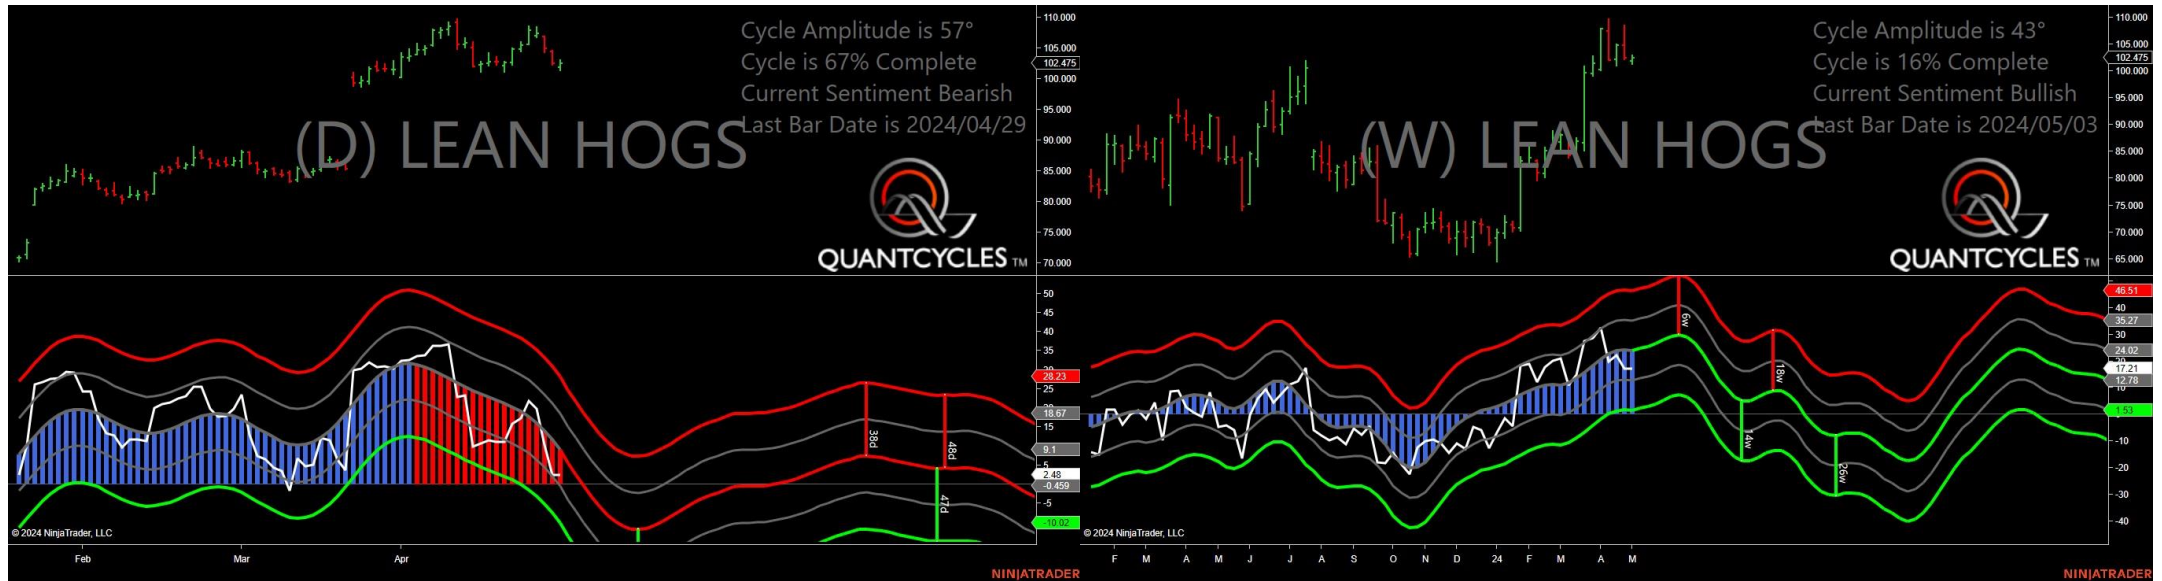 Cycle Amplitude is 57°
Cycle is 67% Complete
Current Sentiment Bearish
Last Bar Date is 2024/04/29
(D) LEAN HOGS
QUANTCYCLES TM
110.000
105.000
102.475
100.000
95.000
90.000
85.000
80.000
75.000
70.000
50
45
40
35
28.23
25
18.67
15
9.1
5
2.48
-0.459
-5
-10.02
38d
48d
47d
© 2024 NinjaTrader, LLC
Feb Mar Apr
NINJATRADER
Cycle Amplitude is 43°
Cycle is 16% Complete
Current Sentiment Bullish
Last Bar Date is 2024/05/03
(W) LEAN HOGS
QUANTCYCLES TM
110.000
105.000
102.475
100.000
95.000
90.000
85.000
80.000
75.000
70.000
65.000
46.51
40
35.27
30
24.02
17.21
12.78
1.53
-10
-20
-30
-40
6w
18w
14w
26w
© 2024 NinjaTrader, LLC
F M A M J J A S O N D 24 F M A M
NINJATRADER